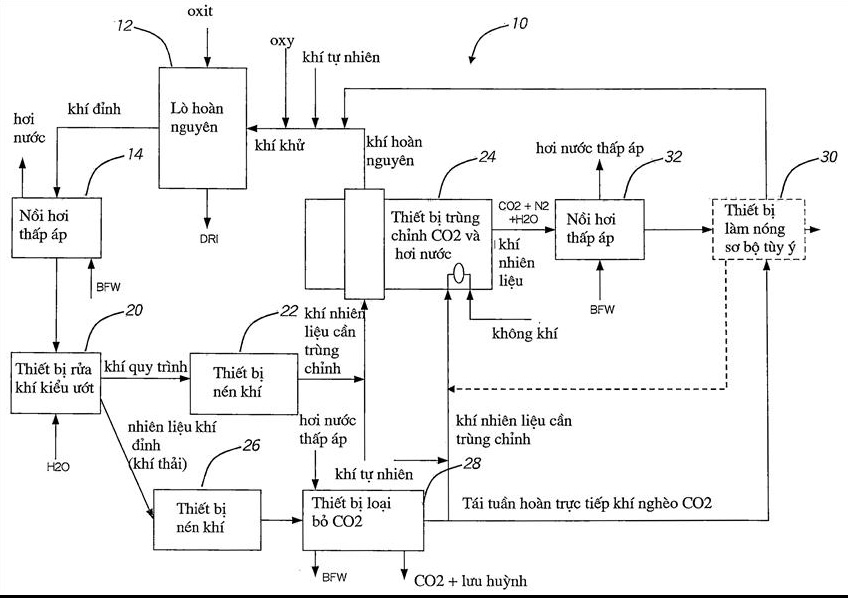 oxit
12
oxy
10
khí tự nhiên
Lò hoàn
nguyên
khí đỉnh
hơi
nước
khí khử
khí hoàn
nguyên
14
24
hơi nước thấp áp
32
30
Nồi hơi
thấp áp
Thiết bị trùng
chỉnh CO2 và
hơi nước
CO2 + N2
+H2O
khí
nhiên
liệu
Nồi hơi
thấp áp
Thiết bị
làm nóng
sơ bộ tùy ý
DRI
BFW
BFW
20
22
khí nhiên
liệu cần
trùng
chỉnh
không khí
Thiết bị rửa
khí kiểu ướt
khí quy trình
Thiết bị
nén khí
hơi nước
thấp áp
khí nhiên liệu cần
trùng chỉnh
nhiên liệu khí
đỉnh
(khí thải)
H2O
26
khí tự nhiên
28
Thiết bị
nén khí
Thiết bị loại
bỏ CO2
Tái tuần hoàn trực tiếp khí nghèo CO2
BFW
CO2 + lưu huỳnh